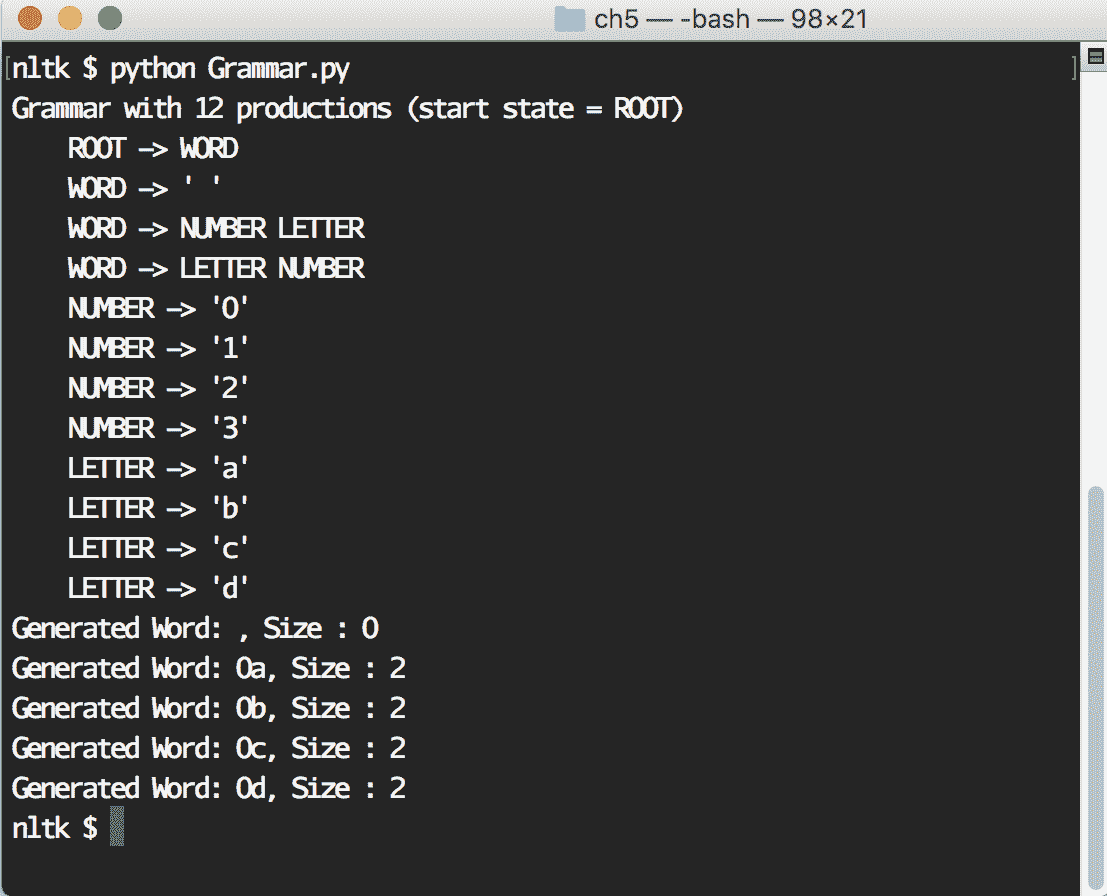 ch5 — -bash — 98×21
[nltk $ python Grammar.py ]
Grammar with 12 productions (start state = ROOT)
    ROOT -> WORD
    WORD -> ' '
    WORD -> NUMBER LETTER
    WORD -> LETTER NUMBER
    NUMBER -> '0'
    NUMBER -> '1'
    NUMBER -> '2'
    NUMBER -> '3'
    LETTER -> 'a'
    LETTER -> 'b'
    LETTER -> 'c'
    LETTER -> 'd'
Generated Word: , Size : 0
Generated Word: 0a, Size : 2
Generated Word: 0b, Size : 2
Generated Word: 0c, Size : 2
Generated Word: 0d, Size : 2
nltk $